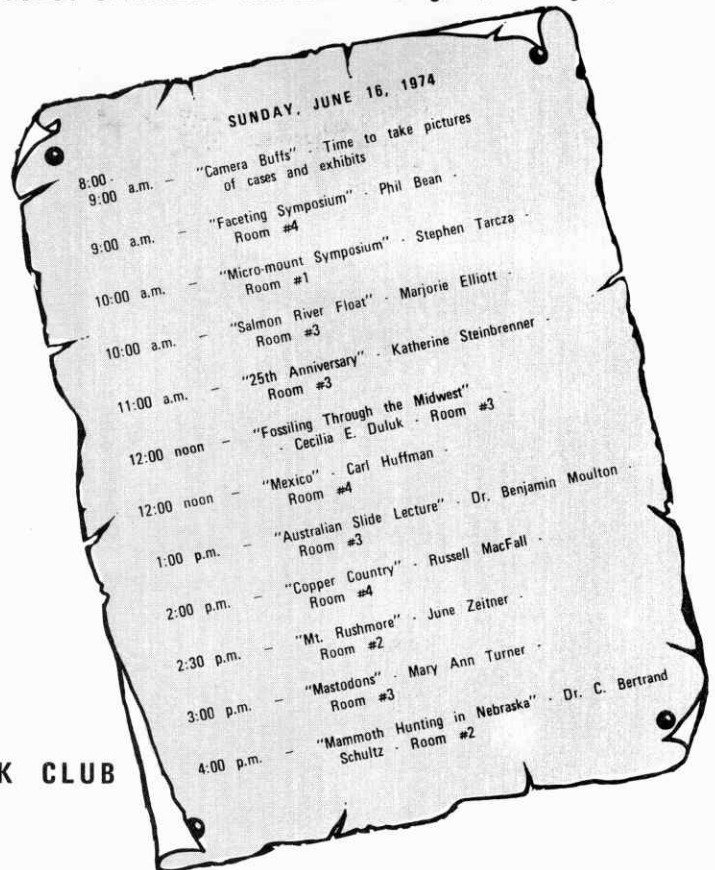 SUNDAY, JUNE 16, 1974
8:00 -
9:00 a.m. - "Camera Buffs" - Time to take pictures
of cases and exhibits
9:00 a.m. - "Faceting Symposium" - Phil Bean -
Room #4
10:00 a.m. - "Micro-mount Symposium" - Stephen Tarcza -
Room #1
10:00 a.m. - "Salmon River Float" - Marjorie Elliott -
Room #3
11:00 a.m. - "25th Anniversary" - Katherine Steinbrenner -
Room #3
12:00 noon - "Fossiling Through the Midwest"
- Cecilia E. Duluk - Room #3
12:00 noon - "Mexico" - Carl Huffman -
Room #4
1:00 p.m. - "Australian Slide Lecture" - Dr. Benjamin Moulton -
Room #3
2:00 p.m. - "Copper Country" - Russell MacFall -
Room #4
2:30 p.m. - "Mt. Rushmore" - June Zeitner -
Room #2
3:00 p.m. - "Mastodons" - Mary Ann Turner -
Room #3
4:00 p.m. - "Mammoth Hunting in Nebraska" - Dr. C. Bertrand
Schultz - Room #2
K CLUB